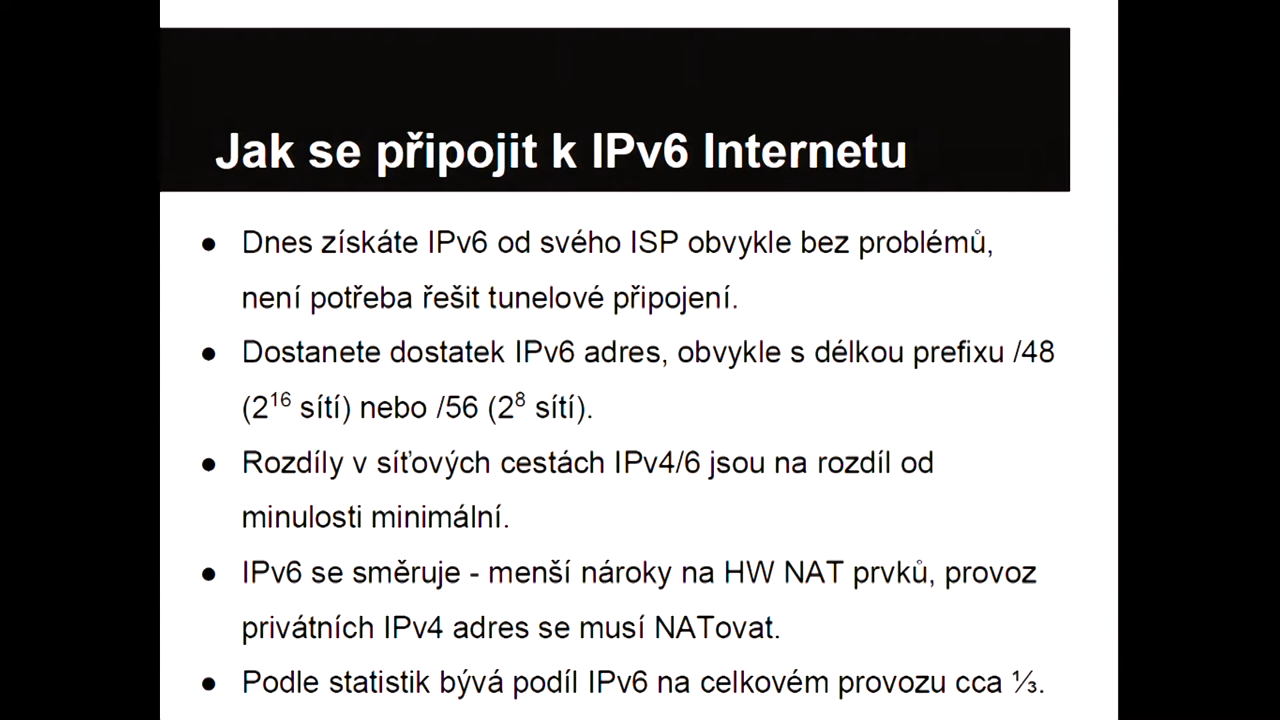 Jak se připojit k IPv6 Internetu
● Dnes získáte IPv6 od svého ISP obvykle bez problémů,
není potřeba řešit tunelové připojení.
● Dostanete dostatek IPv6 adres, obvykle s délkou prefixu /48
(2¹⁶ sítí) nebo /56 (2⁸ sítí).
● Rozdíly v síťových cestách IPv4/6 jsou na rozdíl od
minulosti minimální.
● IPv6 se směruje - menší nároky na HW NAT prvků, provoz
privátních IPv4 adres se musí NATovat.
● Podle statistik bývá podíl IPv6 na celkovém provozu cca ⅓.